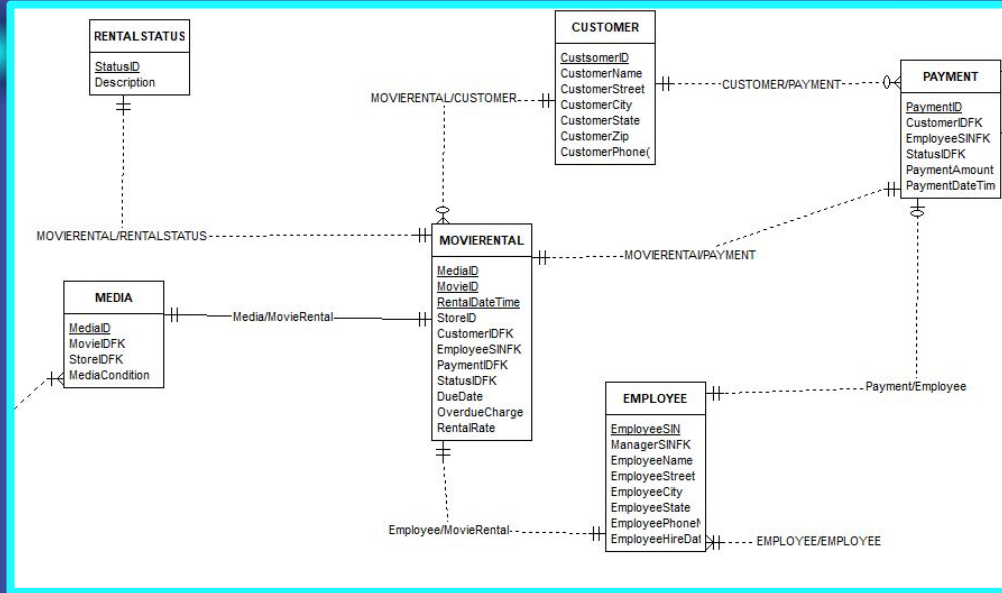 RENTALSTATUS
StatusID
Description
CUSTOMER
CustsomerID
CustomerName
CustomerStreet
CustomerCity
CustomerState
CustomerZip
CustomerPhone(
PAYMENT
PaymentID
CustomerIDFK
EmployeeSINFK
StatusIDFK
PaymentAmount
PaymentDateTim
MOVIERENTAL/CUSTOMER
CUSTOMER/PAYMENT
MOVIERENTAL/RENTALSTATUS
MOVIERENTAL
MediaID
MovieID
RentalDateTime
StoreID
CustomerIDFK
EmployeeSINFK
PaymentIDFK
StatusIDFK
DueDate
OverdueCharge
RentalRate
MOVIERENTAl/PAYMENT
MEDIA
MediaID
MovieIDFK
StoreIDFK
MediaCondition
Media/MovieRental
Payment/Employee
EMPLOYEE
EmployeeSIN
ManagerSINFK
EmployeeName
EmployeeStreet
EmployeeCity
EmployeeState
EmployeePhoneN
EmployeeHireDat
Employee/MovieRental
EMPLOYEE/EMPLOYEE